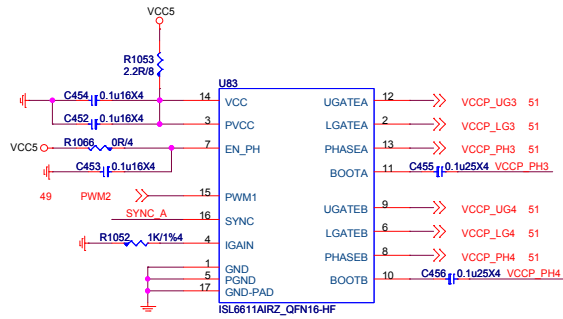 VCC5
R1053
2.2R/8
U83
C454 0.1u16X4
14 VCC UGATEA 12 VCCP_UG3 51
C452 0.1u16X4
3 PVCC LGATEA 2 VCCP_LG3 51
R1066 0R/4
VCC5 7 EN_PH PHASEA 13 VCCP_PH3 51
C453 0.1u16X4
BOOTA 11 C455 0.1u25X4 VCCP_PH3
49 PWM2 15 PWM1
SYNC_A 16 SYNC UGATEB 9 VCCP_UG4 51
R1052 1K/1%4 4 IGAIN LGATEB 6 VCCP_LG4 51
PHASEB 8 VCCP_PH4 51
1 GND
5 PGND BOOTB 10 C456 0.1u25X4 VCCP_PH4
17 GND-PAD
ISL6611AIRZ_QFN16-HF